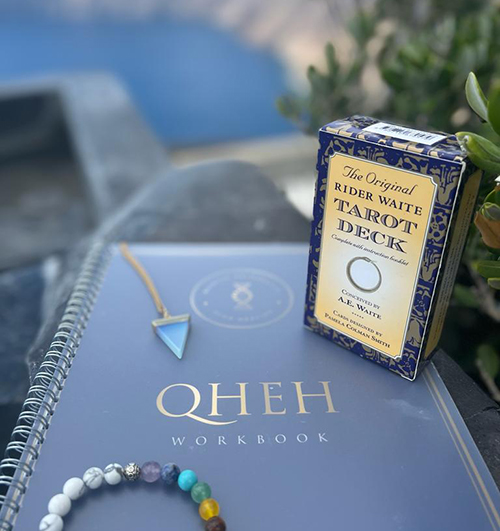 The Original
RIDER WAITE
TAROT
DECK
Complete with instruction booklet
CONCEIVED BY
A.E. WAITE
CARDS DESIGNED BY
PAMELA COLMAN SMITH
QHEH
WORKBOOK